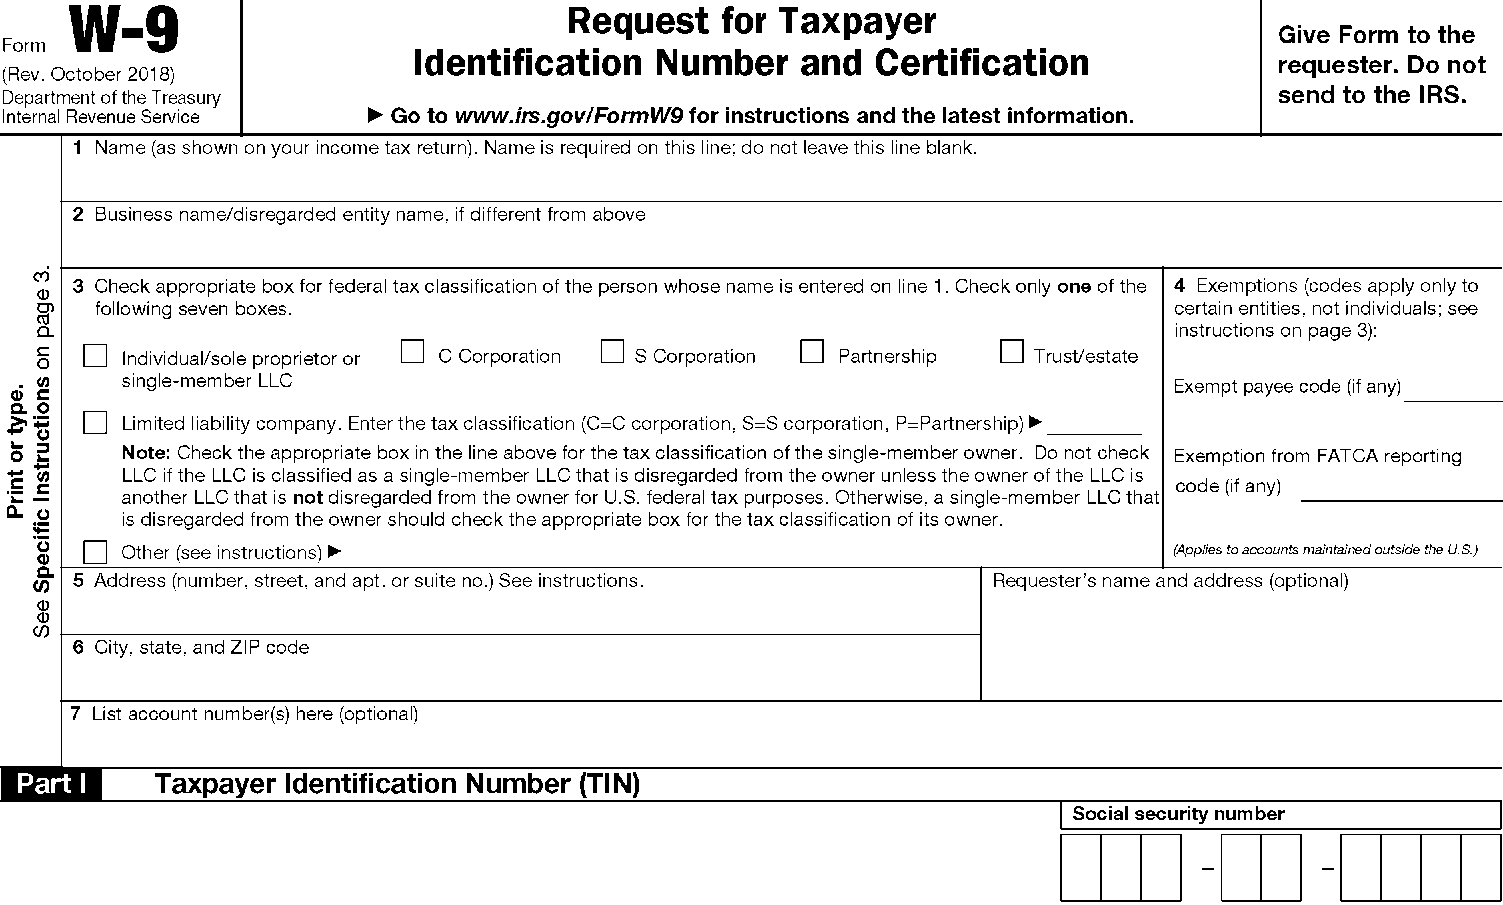 Form W-9
(Rev. October 2018)
Department of the Treasury
Internal Revenue Service
Request for Taxpayer
Identification Number and Certification
▶ Go to www.irs.gov/FormW9 for instructions and the latest information.
Give Form to the
requester. Do not
send to the IRS.
Print or type.
See Specific Instructions on page 3.
1 Name (as shown on your income tax return). Name is required on this line; do not leave this line blank.
2 Business name/disregarded entity name, if different from above
3 Check appropriate box for federal tax classification of the person whose name is entered on line 1. Check only one of the
following seven boxes.
Individual/sole proprietor or
single-member LLC
C Corporation
S Corporation
Partnership
Trust/estate
Limited liability company. Enter the tax classification (C=C corporation, S=S corporation, P=Partnership) ▶
Note: Check the appropriate box in the line above for the tax classification of the single-member owner. Do not check
LLC if the LLC is classified as a single-member LLC that is disregarded from the owner unless the owner of the LLC is
another LLC that is not disregarded from the owner for U.S. federal tax purposes. Otherwise, a single-member LLC that
is disregarded from the owner should check the appropriate box for the tax classification of its owner.
Other (see instructions) ▶
4 Exemptions (codes apply only to
certain entities, not individuals; see
instructions on page 3):
Exempt payee code (if any)
Exemption from FATCA reporting
code (if any)
(Applies to accounts maintained outside the U.S.)
5 Address (number, street, and apt. or suite no.) See instructions.
Requester's name and address (optional)
6 City, state, and ZIP code
7 List account number(s) here (optional)
Part I Taxpayer Identification Number (TIN)
Social security number
– –